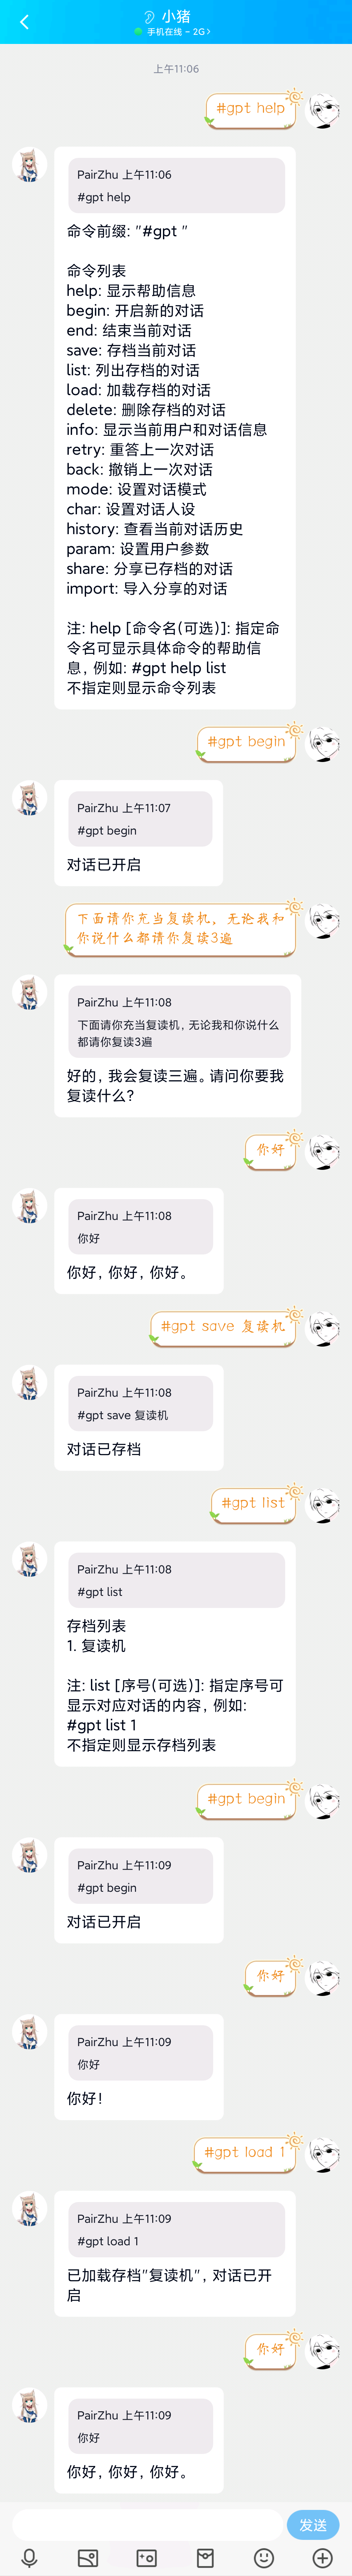 小猪
手机在线 - 2G
上午11:06
#gpt help
PairZhu 上午11:06
#gpt help
命令前缀: "#gpt "
命令列表
help: 显示帮助信息
begin: 开启新的对话
end: 结束当前对话
save: 存档当前对话
list: 列出存档的对话
load: 加载存档的对话
delete: 删除存档的对话
info: 显示当前用户和对话信息
retry: 重答上一次对话
back: 撤销上一次对话
mode: 设置对话模式
char: 设置对话人设
history: 查看当前对话历史
param: 设置用户参数
share: 分享已存档的对话
import: 导入分享的对话
注: help [命令名(可选)]: 指定命
令名可显示具体命令的帮助信
息, 例如: #gpt help list
不指定则显示命令列表
#gpt begin
PairZhu 上午11:07
#gpt begin
对话已开启
下面请你充当复读机, 无论我和
你说什么都请你复读3遍
PairZhu 上午11:08
下面请你充当复读机, 无论我和你说什么
都请你复读3遍
好的, 我会复读三遍。请问你要我
复读什么?
你好
PairZhu 上午11:08
你好
你好, 你好, 你好。
#gpt save 复读机
PairZhu 上午11:08
#gpt save 复读机
对话已存档
#gpt list
PairZhu 上午11:08
#gpt list
存档列表
1. 复读机
注: list [序号(可选)]: 指定序号可
显示对应对话的内容, 例如:
#gpt list 1
不指定则显示存档列表
#gpt begin
PairZhu 上午11:09
#gpt begin
对话已开启
你好
PairZhu 上午11:09
你好
你好!
#gpt load 1
PairZhu 上午11:09
#gpt load 1
已加载存档"复读机", 对话已开
启
你好
PairZhu 上午11:09
你好
你好, 你好, 你好。
发送